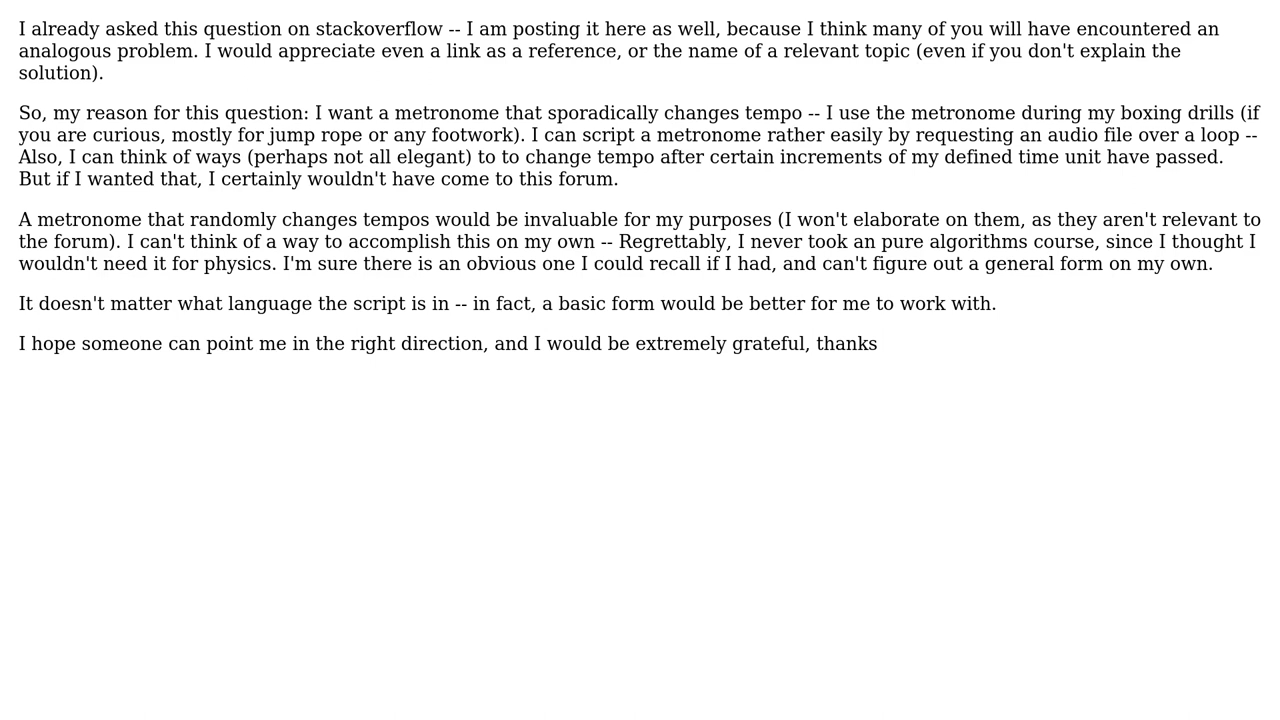 I already asked this question on stackoverflow -- I am posting it here as well, because I think many of you will have encountered an
analogous problem. I would appreciate even a link as a reference, or the name of a relevant topic (even if you don't explain the
solution).
So, my reason for this question: I want a metronome that sporadically changes tempo -- I use the metronome during my boxing drills (if
you are curious, mostly for jump rope or any footwork). I can script a metronome rather easily by requesting an audio file over a loop --
Also, I can think of ways (perhaps not all elegant) to to change tempo after certain increments of my defined time unit have passed.
But if I wanted that, I certainly wouldn't have come to this forum.
A metronome that randomly changes tempos would be invaluable for my purposes (I won't elaborate on them, as they aren't relevant to
the forum). I can't think of a way to accomplish this on my own -- Regrettably, I never took an pure algorithms course, since I thought I
wouldn't need it for physics. I'm sure there is an obvious one I could recall if I had, and can't figure out a general form on my own.
It doesn't matter what language the script is in -- in fact, a basic form would be better for me to work with.
I hope someone can point me in the right direction, and I would be extremely grateful, thanks